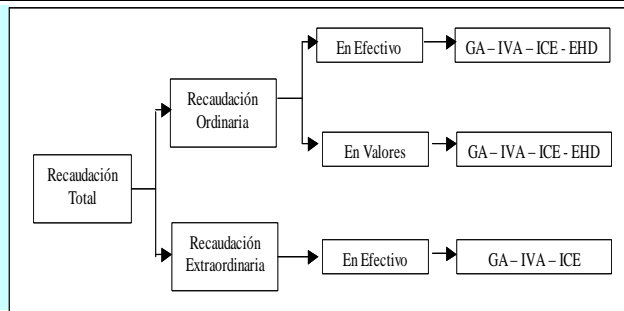 En Efectivo
GA – IVA – ICE - EHD
Recaudación
Ordinaria
En Valores
GA – IVA – ICE - EHD
Recaudación
Total
Recaudación
Extraordinaria
En Efectivo
GA – IVA – ICE